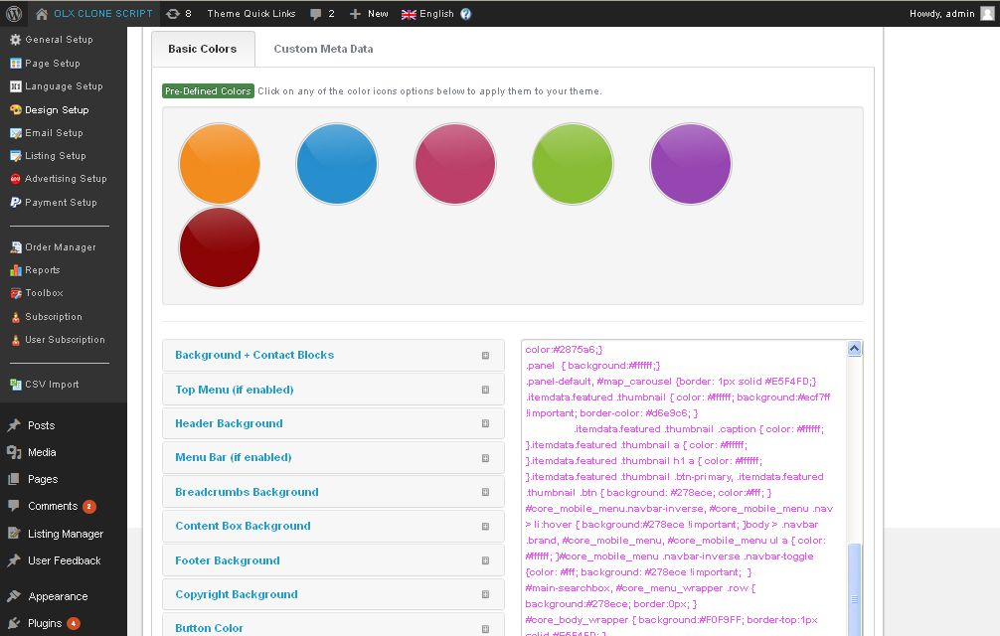 OLX CLONE SCRIPT 8 Theme Quick Links 2 New English Howdy, admin
General Setup
Page Setup
Language Setup
Design Setup
Email Setup
Listing Setup
Advertising Setup
Payment Setup
Order Manager
Reports
Toolbox
Subscription
User Subscription
CSV Import
Posts
Media
Pages
Comments 2
Listing Manager
User Feedback
Appearance
Plugins 4
Basic Colors Custom Meta Data
Pre-Defined Colors Click on any of the color icons options below to apply them to your theme.
Background + Contact Blocks
Top Menu (if enabled)
Header Background
Menu Bar (if enabled)
Breadcrumbs Background
Content Box Background
Footer Background
Copyright Background
Button Color
color:#2875a6;}
.panel { background:#ffffff;}
.panel-default, #map_carousel {border: 1px solid #E5F4FD;}
.itemdata.featured .thumbnail { color: #ffffff; background:#ecf7ff
!important; border-color: #d6e9c6; }
.itemdata.featured .thumbnail .caption { color: #ffffff;
}.itemdata.featured .thumbnail a { color: #ffffff;
}.itemdata.featured .thumbnail h1 a { color: #ffffff;
}.itemdata.featured .thumbnail .btn-primary, .itemdata.featured
.thumbnail .btn { background: #278ece; color:#fff; }
#core_mobile_menu.navbar-inverse, #core_mobile_menu .nav
> li:hover { background:#278ece !important; }body > .navbar
.brand, #core_mobile_menu, #core_mobile_menu ul a { color:
#ffffff; }#core_mobile_menu .navbar-inverse .navbar-toggle
{color: #fff; background: #278ece !important; }
#main-searchbox, #core_menu_wrapper .row {
background:#278ece; border:0px; }
#core_body_wrapper { background:#F0F9FF; border-top:1px
solid #E5F4FD; }